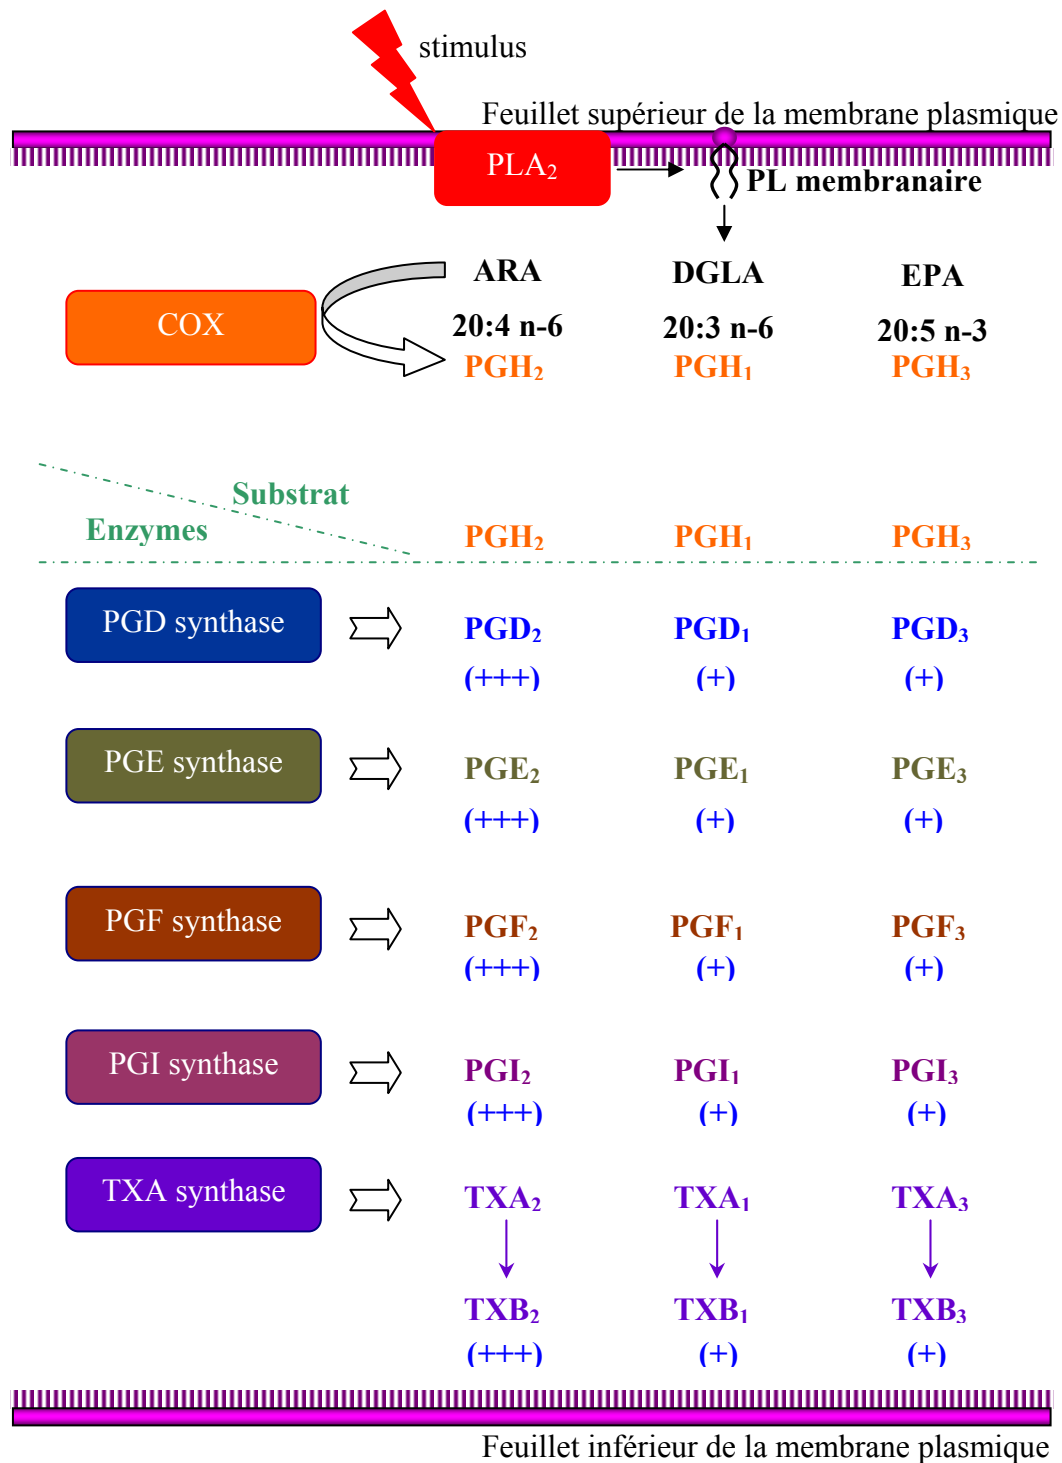 stimulus
Feuillet supérieur de la membrane plasmique
PLA₂
PL membranaire
ARA DGLA EPA
COX
20:4 n-6 20:3 n-6 20:5 n-3
PGH₂ PGH₁ PGH₃
Substrat
Enzymes
PGH₂ PGH₁ PGH₃
PGD synthase PGD₂ PGD₁ PGD₃
(+++) (+) (+)
PGE synthase PGE₂ PGE₁ PGE₃
(+++) (+) (+)
PGF synthase PGF₂ PGF₁ PGF₃
(+++) (+) (+)
PGI synthase PGI₂ PGI₁ PGI₃
(+++) (+) (+)
TXA synthase TXA₂ TXA₁ TXA₃
TXB₂ TXB₁ TXB₃
(+++) (+) (+)
Feuillet inférieur de la membrane plasmique